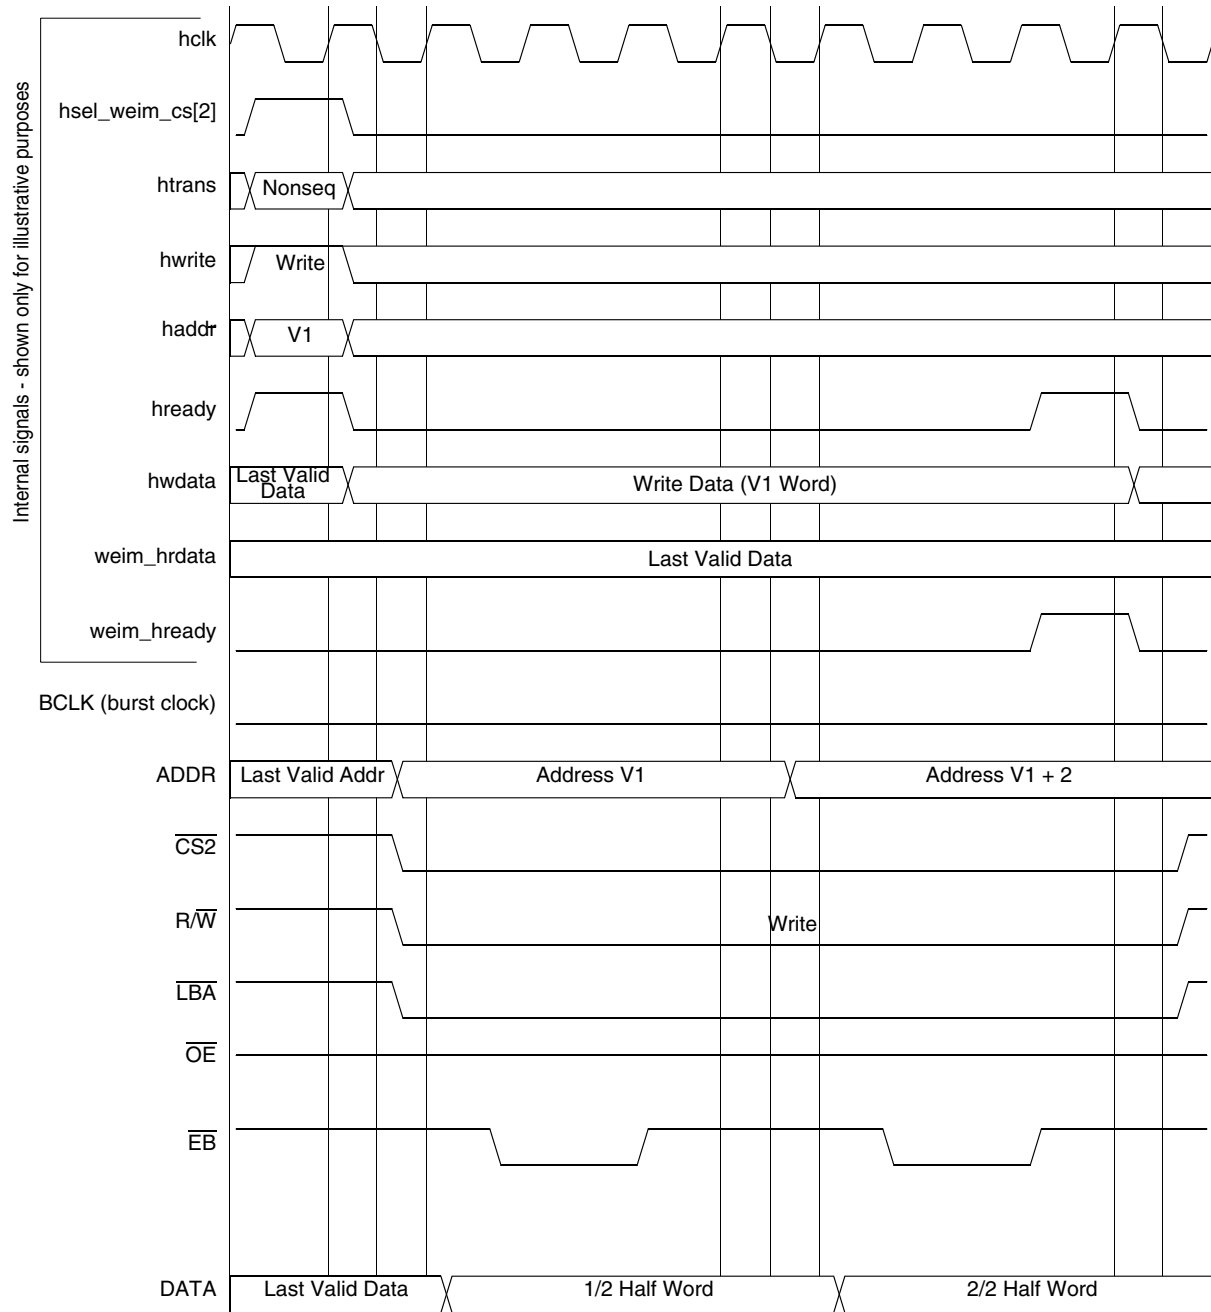 Internal signals - shown only for illustrative purposes
hclk
hsel_weim_cs[2]
htrans Nonseq
hwrite Write
haddr V1
hready
hwdata Last Valid Data Write Data (V1 Word)
weim_hrdata Last Valid Data
weim_hready
BCLK (burst clock)
ADDR Last Valid Addr Address V1 Address V1 + 2
CS2
R/W Write
LBA
OE
EB
DATA Last Valid Data 1/2 Half Word 2/2 Half Word